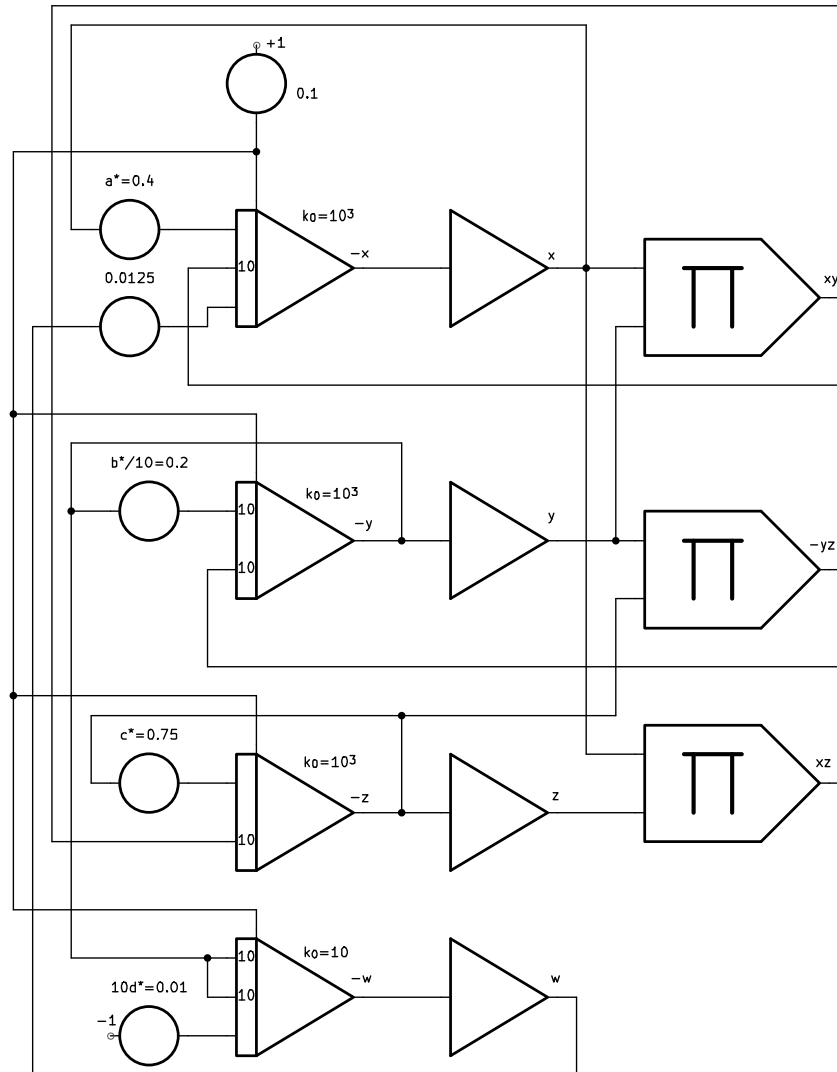 +1
0.1
a*=0.4
k₀=10³
-x
x
10
0.0125
xy
b*/10=0.2
k₀=10³
10
-y
y
10
-yz
c*=0.75
k₀=10³
-z
z
10
xz
k₀=10
10
-w
w
10d*=0.01
10
-1